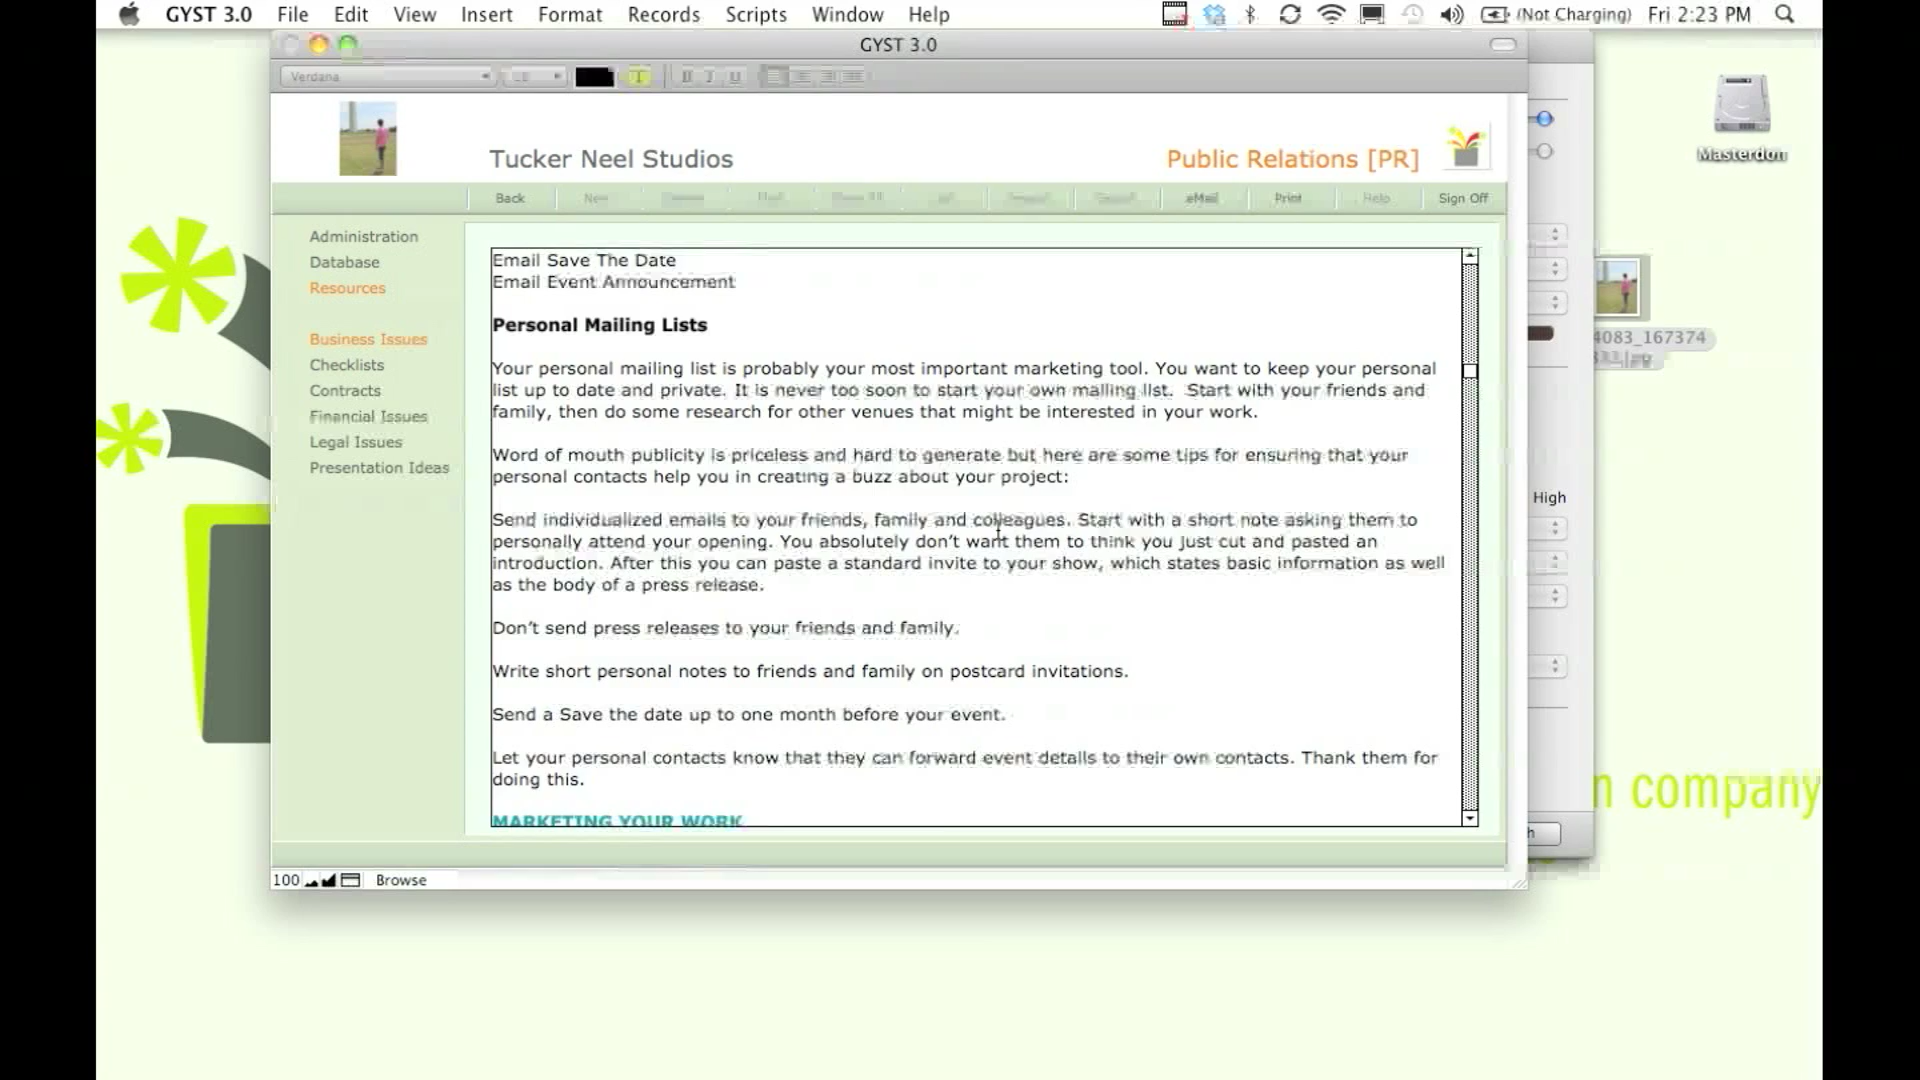 GYST 3.0 File Edit View Insert Format Records Scripts Window Help (Not Charging) Fri 2:23 PM
GYST 3.0
Verdana
Masterdon
Tucker Neel Studios
Public Relations [PR]
Back New eMail Print Help Sign Off
Administration
Database
Resources
Business Issues
Checklists
Contracts
Financial Issues
Legal Issues
Presentation Ideas
Email Save The Date
Email Event Announcement
Personal Mailing Lists
Your personal mailing list is probably your most important marketing tool. You want to keep your personal
list up to date and private. It is never too soon to start your own mailing list. Start with your friends and
family, then do some research for other venues that might be interested in your work.
Word of mouth publicity is priceless and hard to generate but here are some tips for ensuring that your
personal contacts help you in creating a buzz about your project:
Send individualized emails to your friends, family and colleagues. Start with a short note asking them to
personally attend your opening. You absolutely don't want them to think you just cut and pasted an
introduction. After this you can paste a standard invite to your show, which states basic information as well
as the body of a press release.
Don't send press releases to your friends and family.
Write short personal notes to friends and family on postcard invitations.
Send a Save the date up to one month before your event.
Let your personal contacts know that they can forward event details to their own contacts. Thank them for
doing this.
MARKETING YOUR WORK
4083_167374
High
n company
h
100 Browse